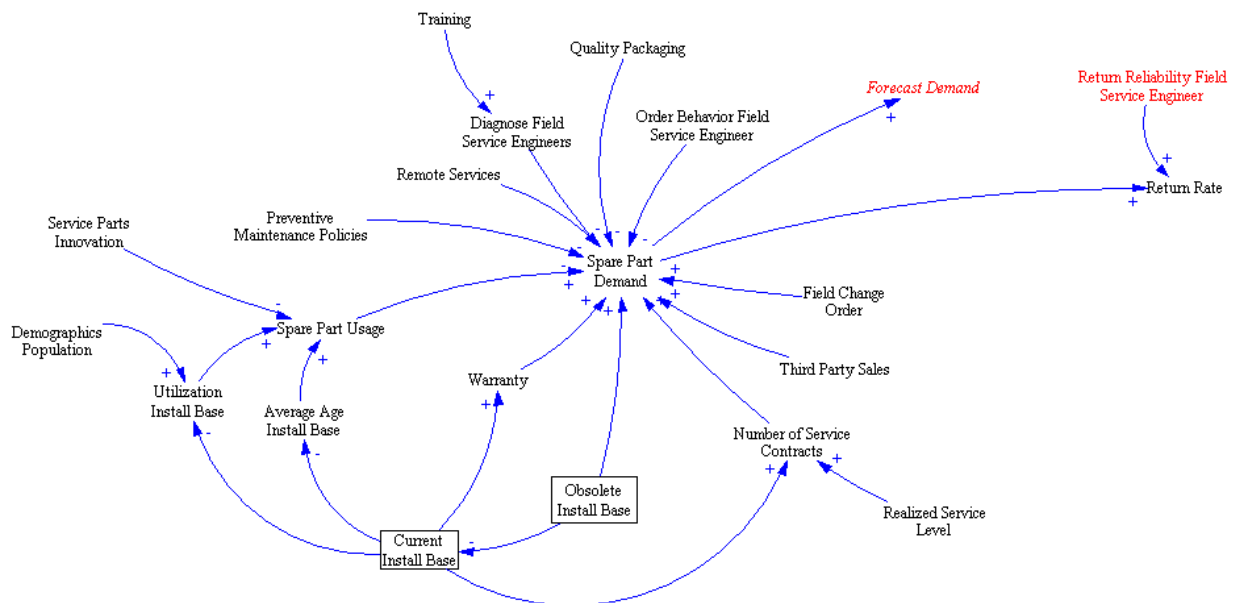 Training
Quality Packaging
Forecast Demand
Return Reliability Field
Service Engineer
+
+
+
Diagnose Field
Service Engineers
Order Behavior Field
Service Engineer
Remote Services
+
+
Return Rate
Service Parts
Innovation
Preventive
Maintenance Policies
-
-
-
-
-
Spare Part
Demand
-
+
+
+
+
+
+
Field Change
Order
-
Demographics
Population
Spare Part Usage
+
+
+
Utilization
Install Base
Warranty
+
Third Party Sales
Average Age
Install Base
-
-
Number of Service
Contracts
+
+
Obsolete
Install Base
Realized Service
Level
Current
Install Base
-